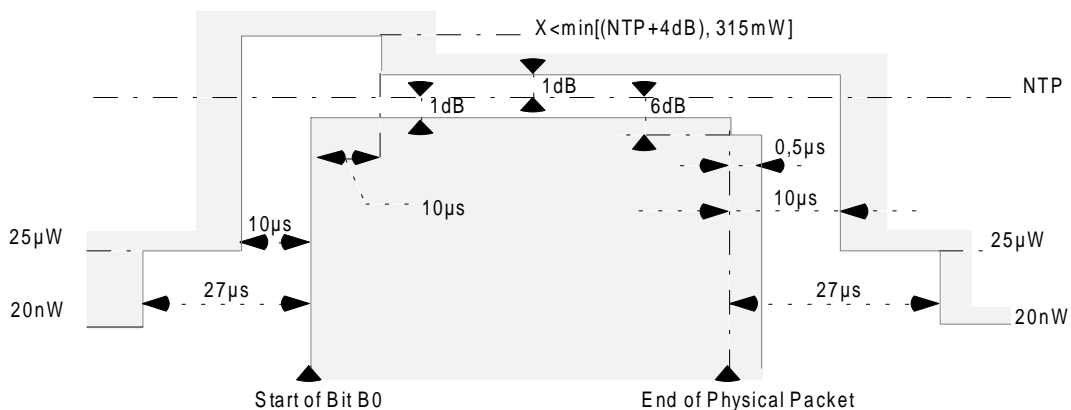 X<min[(NTP+4dB), 315mW]
NTP
1dB
1dB
6dB
0,5µs
10µs
10µs
10µs
25µW
25µW
27µs
27µs
20nW
20nW
Start of Bit B0
End of Physical Packet